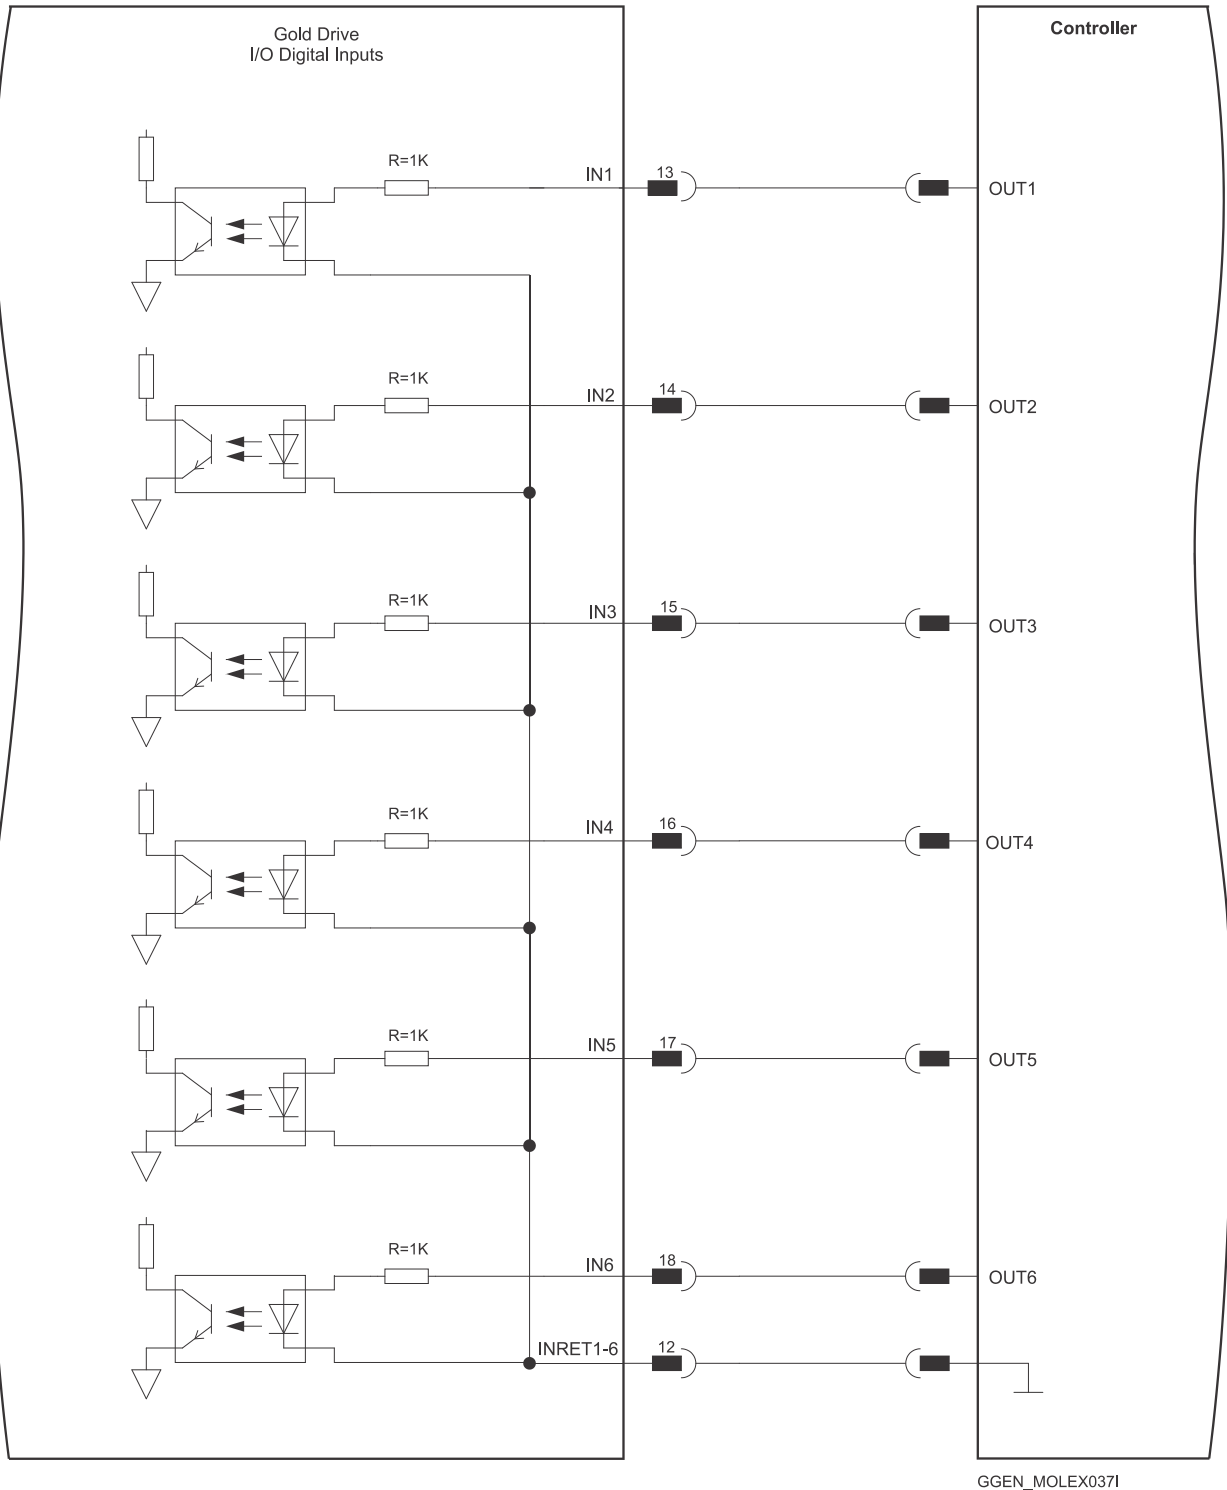 Gold Drive
I/O Digital Inputs
Controller
R=1K
IN1
13
OUT1
R=1K
IN2
14
OUT2
R=1K
IN3
15
OUT3
R=1K
IN4
16
OUT4
R=1K
IN5
17
OUT5
R=1K
IN6
18
OUT6
INRET1-6
12
GGEN_MOLEX037I